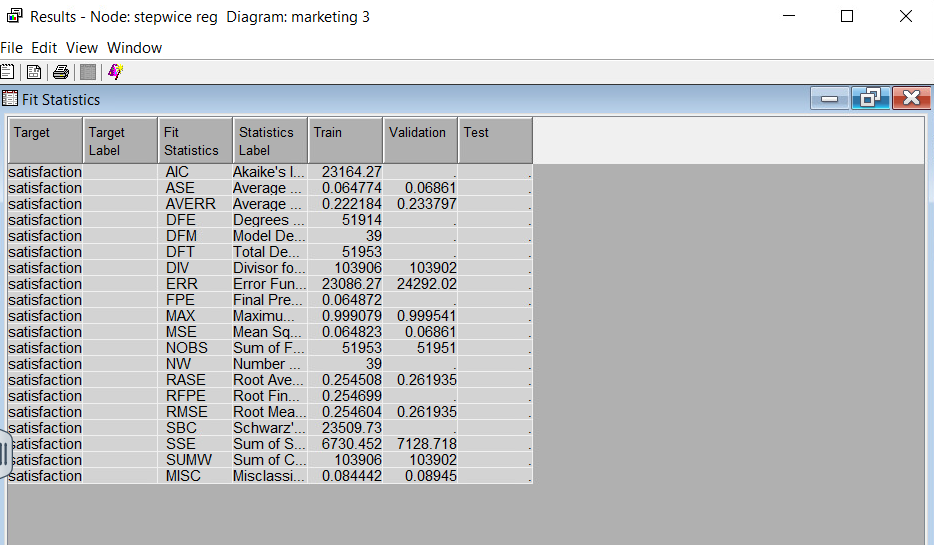 Results - Node: stepwice reg Diagram: marketing 3
File Edit View Window
Fit Statistics
Target Target Label Fit Statistics Statistics Label Train Validation Test
satisfaction AIC Akaike's I... 23164.27 . .
satisfaction ASE Average ... 0.064774 0.06861 .
satisfaction AVERR Average ... 0.222184 0.233797 .
satisfaction DFE Degrees ... 51914 . .
satisfaction DFM Model De... 39 . .
satisfaction DFT Total De... 51953 . .
satisfaction DIV Divisor fo... 103906 103902 .
satisfaction ERR Error Fun... 23086.27 24292.02 .
satisfaction FPE Final Pre... 0.064872 . .
satisfaction MAX Maximu... 0.999079 0.999541 .
satisfaction MSE Mean Sq... 0.064823 0.06861 .
satisfaction NOBS Sum of F... 51953 51951 .
satisfaction NW Number ... 39 . .
satisfaction RASE Root Ave... 0.254508 0.261935 .
satisfaction RFPE Root Fin... 0.254699 . .
satisfaction RMSE Root Mea... 0.254604 0.261935 .
satisfaction SBC Schwarz'... 23509.73 . .
satisfaction SSE Sum of S... 6730.452 7128.718 .
satisfaction SUMW Sum of C... 103906 103902 .
satisfaction MISC Misclassi... 0.084442 0.08945 .